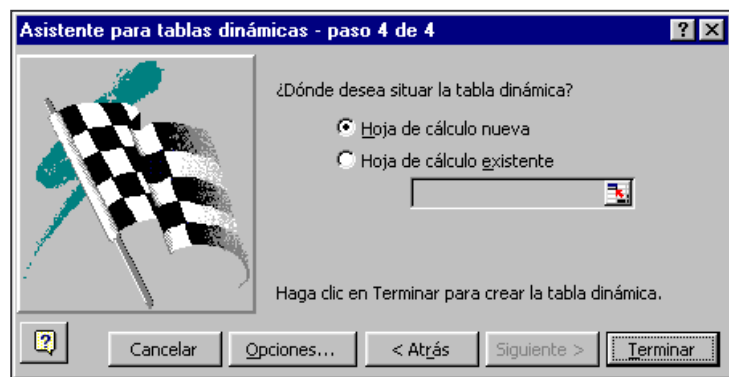 Asistente para tablas dinámicas - paso 4 de 4
¿Dónde desea situar la tabla dinámica?
Hoja de cálculo nueva
Hoja de cálculo existente
Haga clic en Terminar para crear la tabla dinámica.
Cancelar Opciones... < Atrás Siguiente > Terminar